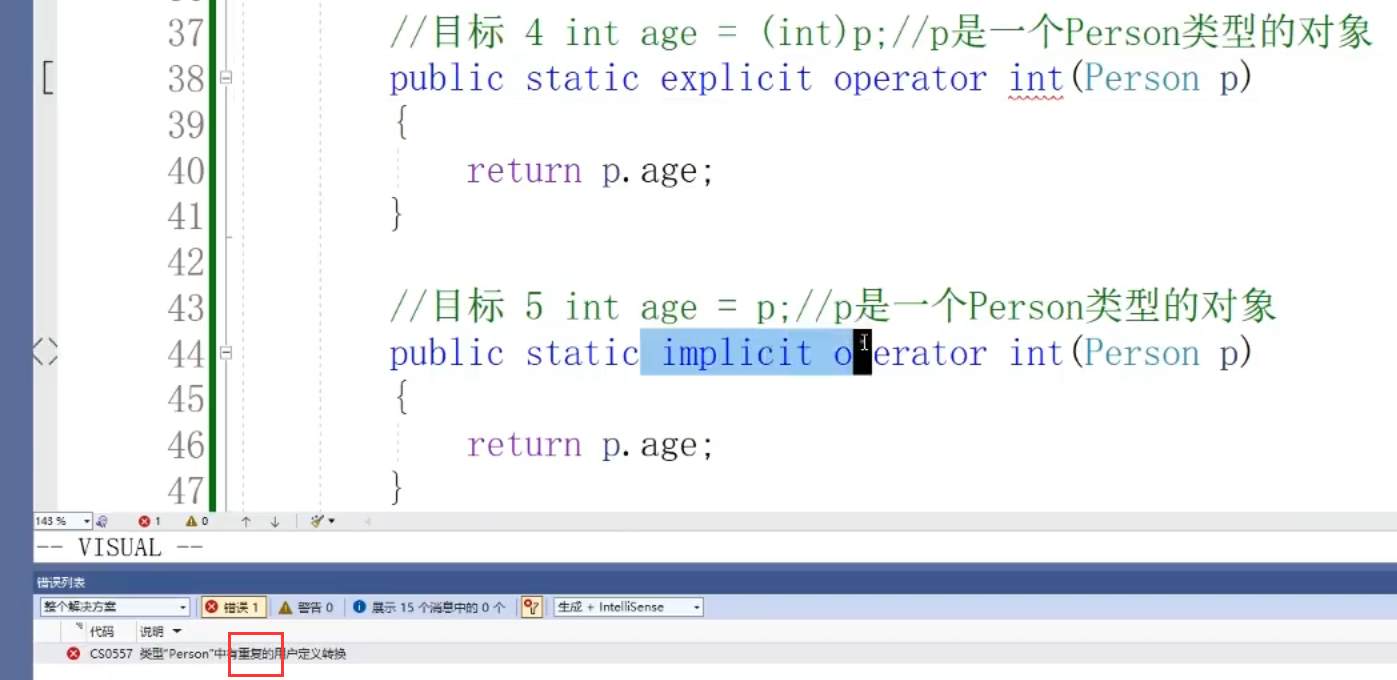 37 //目标 4 int age = (int)p;//p是一个Person类型的对象
38 public static explicit operator int(Person p)
39 {
40 return p.age;
41 }
42
43 //目标 5 int age = p;//p是一个Person类型的对象
44 public static implicit operator int(Person p)
45 {
46 return p.age;
47 }
143 % 1 0
-- VISUAL --
错误列表
整个解决方案 错误 1 警告 0 展示 15 个消息中的 0 个 生成 + IntelliSense
代码 说明
CS0557 类型"Person"中有重复的用户定义转换